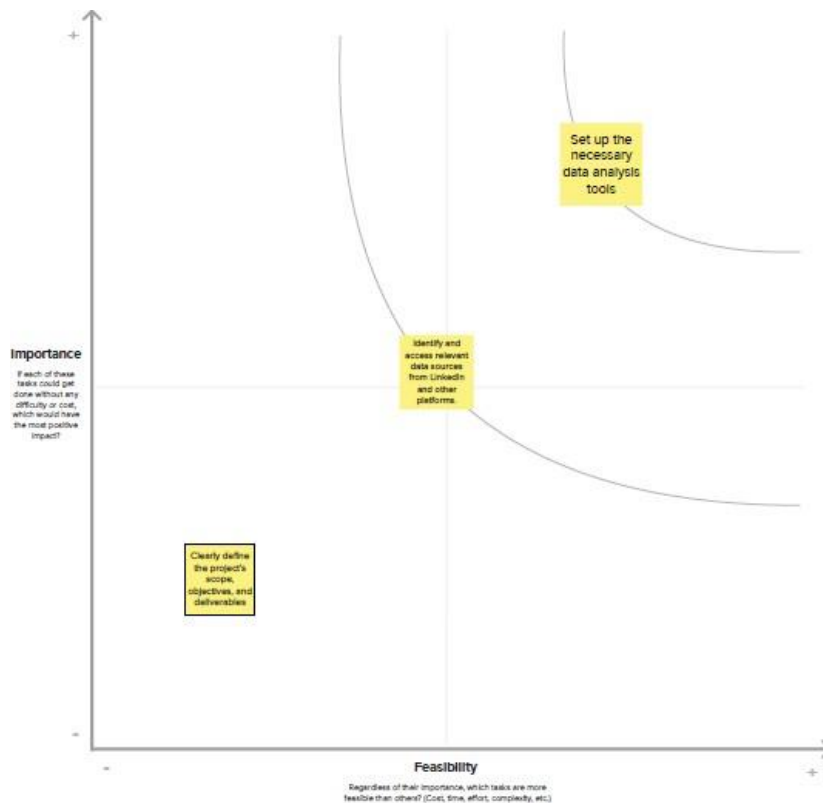 +
Set up the
necessary
data analysis
tools
Importance
If each of these
tasks could get
done without any
difficulty or cost,
which would have
the most positive
impact?
Identify and
access relevant
data sources
from LinkedIn
and other
platforms.
Clearly define
the project's
scope,
objectives, and
deliverables
-
-
Feasibility
+
Regardless of their importance, which tasks are more
feasible than others? (Cost, time, effort, complexity, etc.)